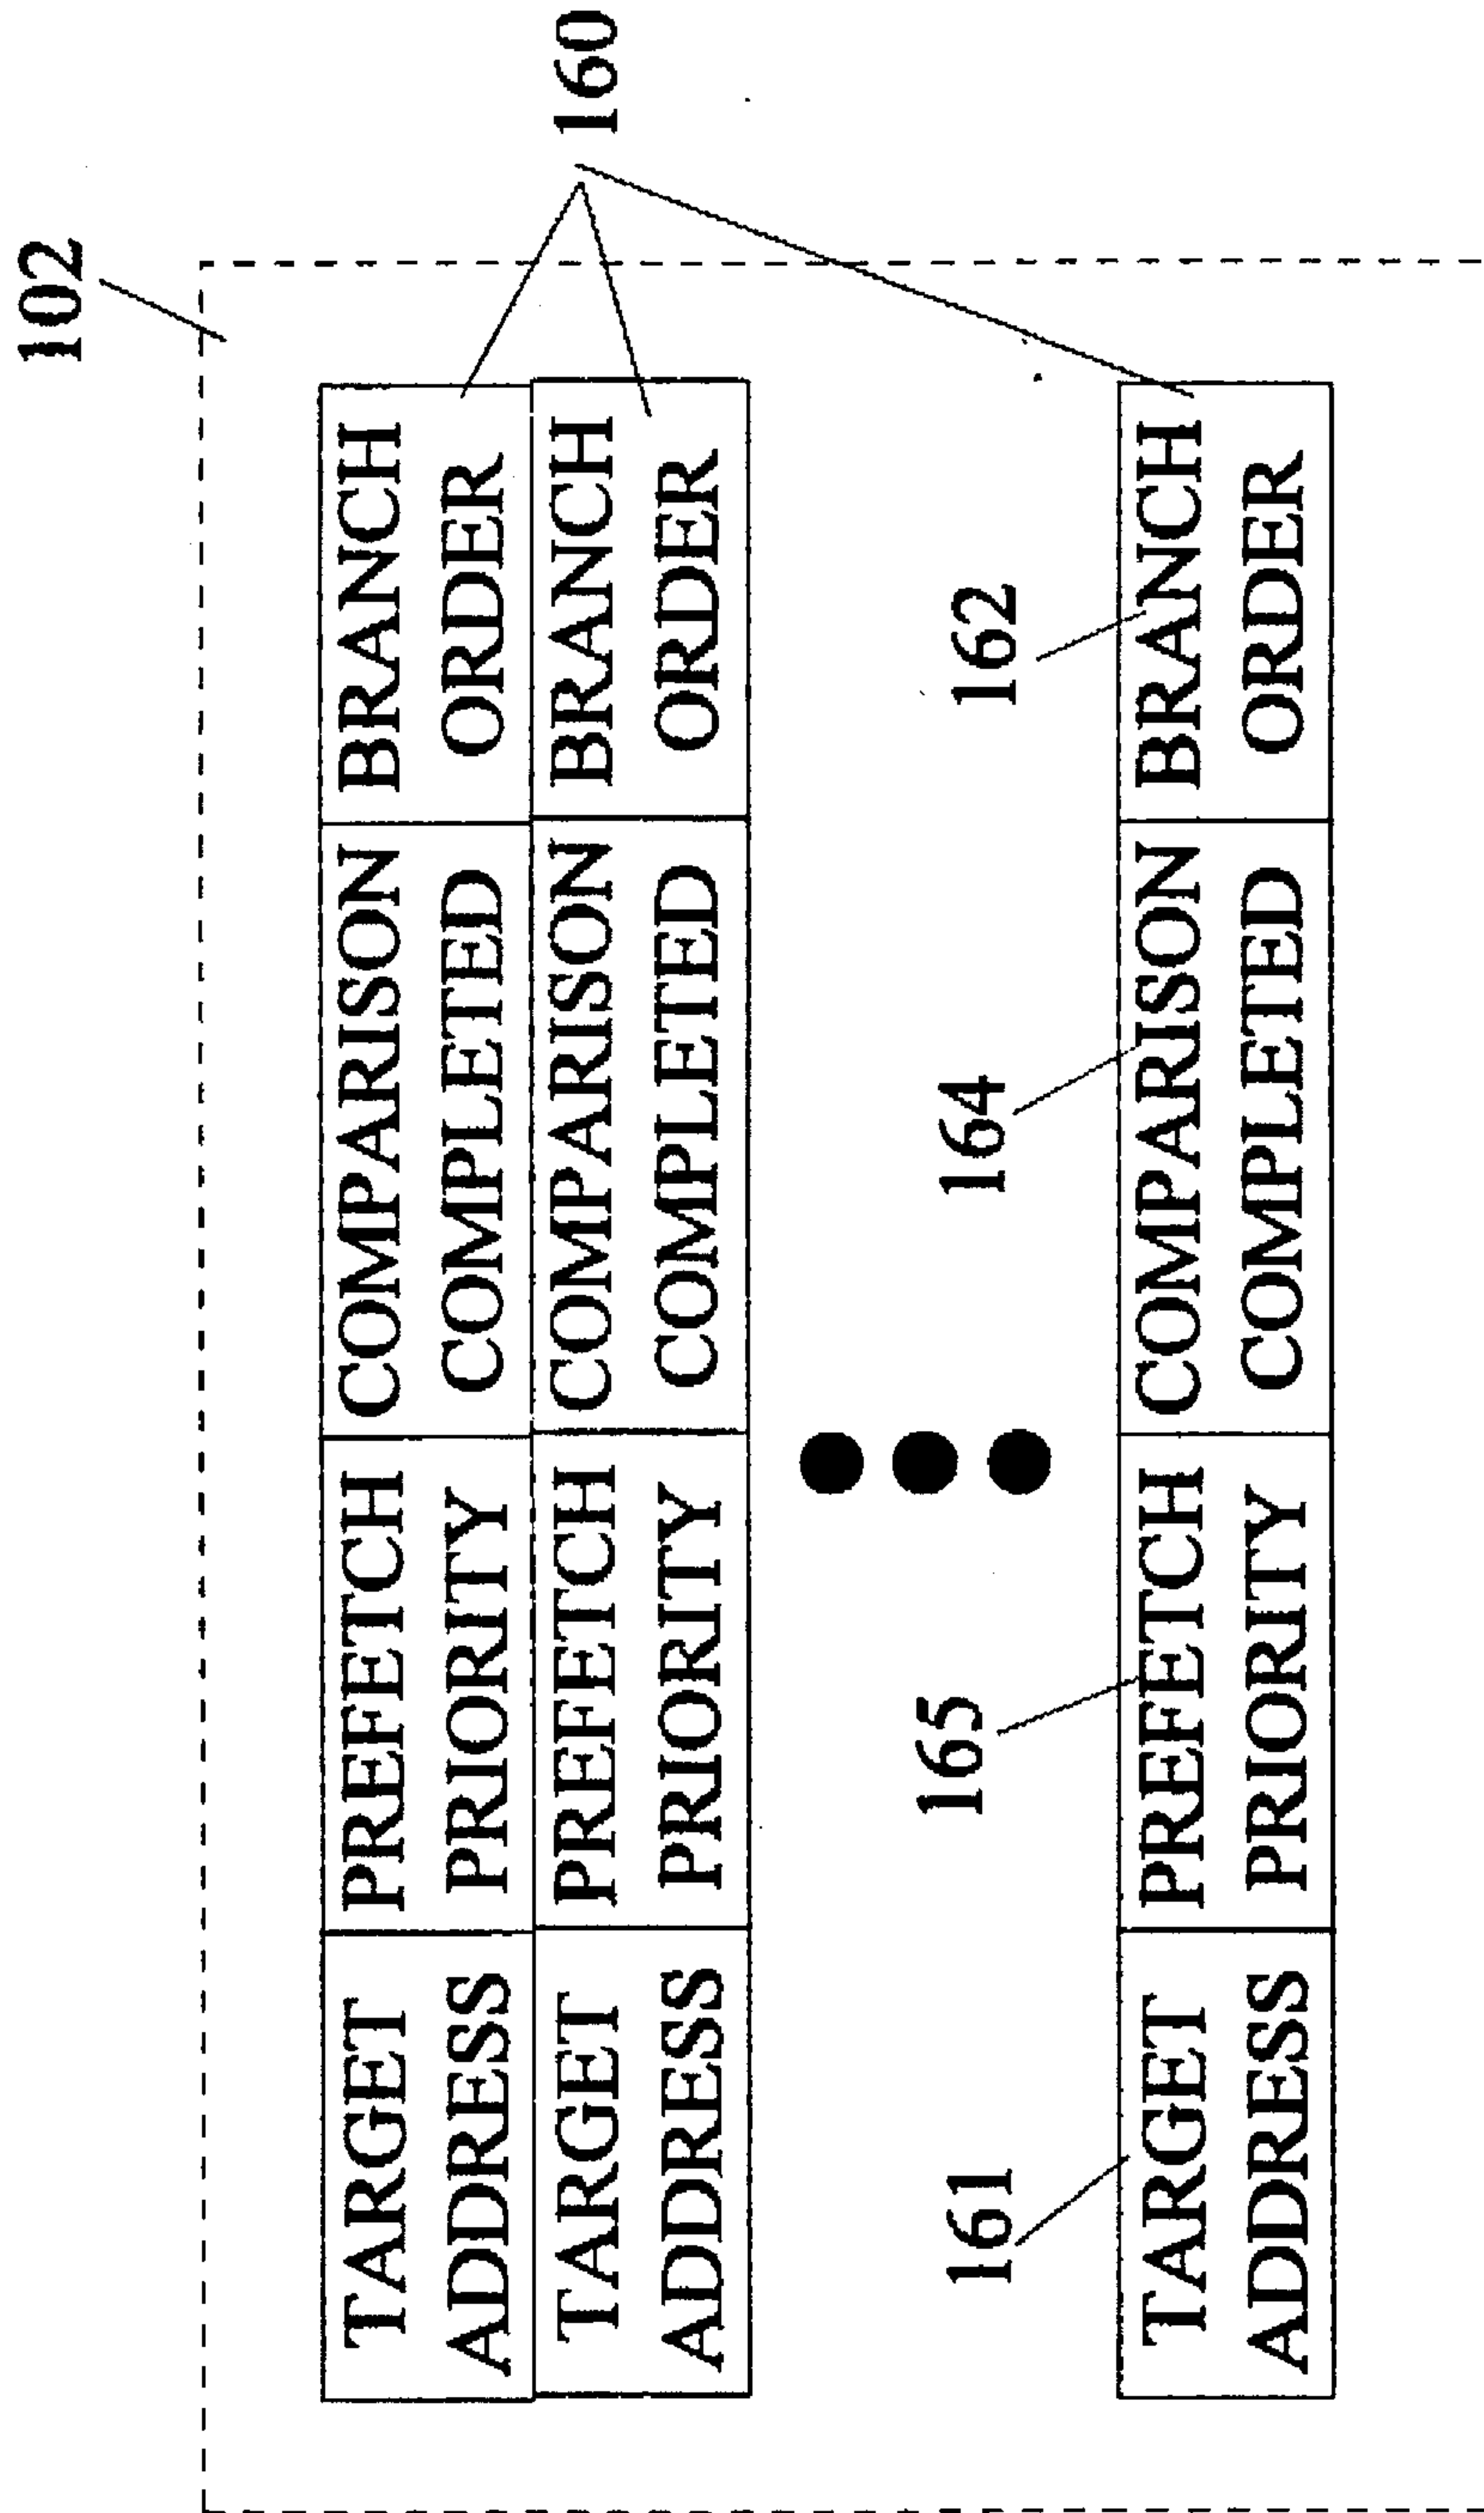 102
160
TARGET ADDRESS PREFETCH PRIORITY COMPARISON COMPLETED BRANCH ORDER
TARGET ADDRESS PREFETCH PRIORITY COMPARISON COMPLETED BRANCH ORDER
161 165 164 162
TARGET ADDRESS PREFETCH PRIORITY COMPARISON COMPLETED BRANCH ORDER